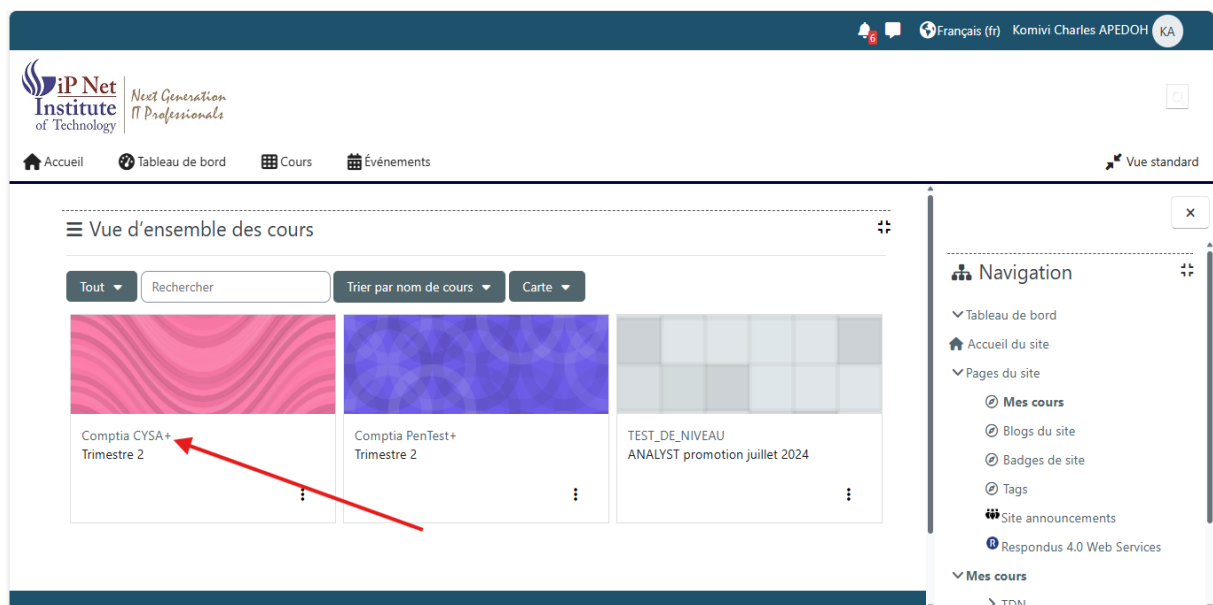 6
Français (fr)
Komivi Charles APEDOH
KA
iP Net
Institute
of Technology
Next Generation
IT Professionals
Accueil
Tableau de bord
Cours
Événements
Vue standard
Vue d'ensemble des cours
Tout
Rechercher
Trier par nom de cours
Carte
Comptia CYSA+
Trimestre 2
Comptia PenTest+
Trimestre 2
TEST_DE_NIVEAU
ANALYST promotion juillet 2024
Navigation
Tableau de bord
Accueil du site
Pages du site
Mes cours
Blogs du site
Badges de site
Tags
Site announcements
R Respondus 4.0 Web Services
Mes cours
TDN